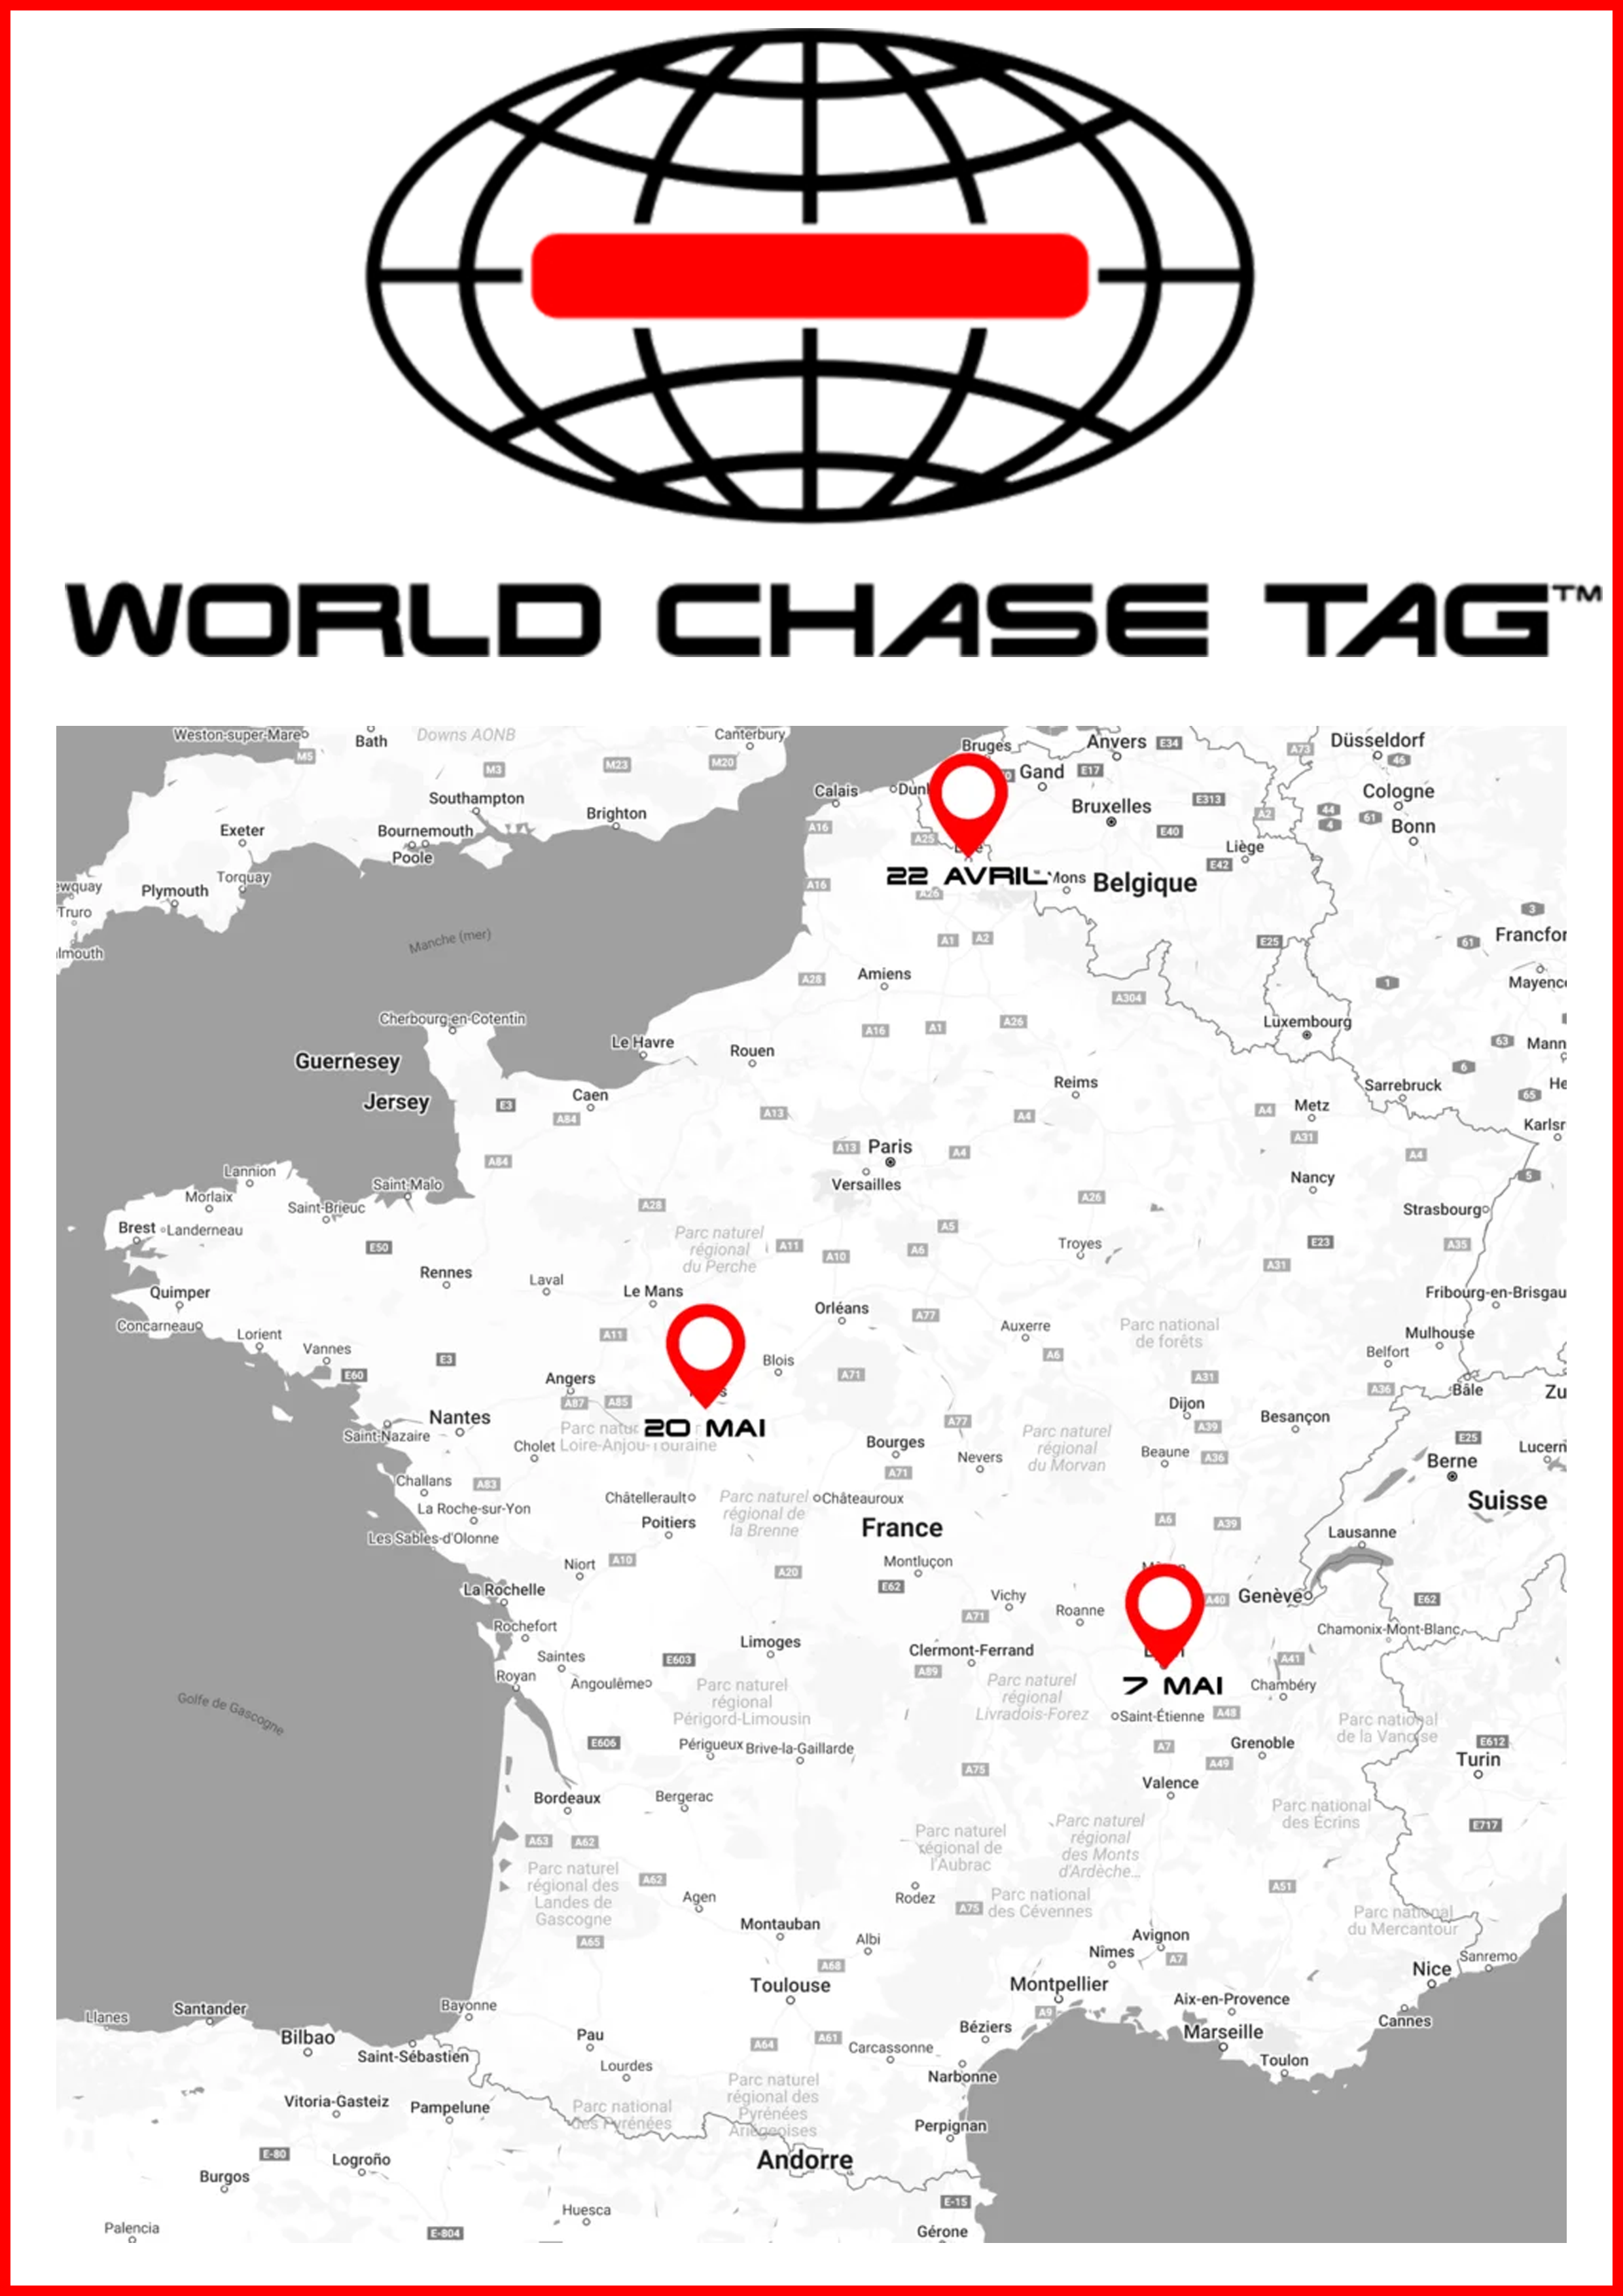 WORLD CHASE TAG™
Weston-super-Mare
Bath
Downs AONB
Canterbury
M5
M3
M23
M20
Bruges
Anvers
E34
A73
Düsseldorf
46
Gand
E17
Calais
Southampton
Brighton
Bruxelles
E313
A2
Cologne
44
61
4
Bonn
Exeter
Bournemouth
Poole
A16
A25
E40
Liège
E42
Torquay
Plymouth
Truro
A16
22 AVRIL
Mons
Belgique
A26
3
Manche (mer)
A1
A2
E25
61
Amiens
A28
A304
1
Cherbourg-en-Cotentin
A16
A1
A26
Luxembourg
Guernesey
Le Havre
Rouen
63
6
Jersey
Caen
E3
A84
A13
Reims
A4
A4
Metz
A31
Sarrebruck
65
A84
A13
Paris
A4
Versailles
A4
Nancy
5
Lannion
Morlaix
Saint-Malo
Saint-Brieuc
A28
A26
Strasbourg
Brest
Landerneau
E50
Parc naturel
régional
du Perche
A11
A10
A5
A6
Troyes
E23
A35
A31
Rennes
Laval
Le Mans
Quimper
Concarneau
Lorient
Vannes
A11
Orléans
A77
Auxerre
A6
Parc national
de forêts
Fribourg-en-Brisgau
Mulhouse
Belfort
E60
E3
Angers
A87
A85
Blois
A71
A31
A36
Bâle
Nantes
Saint-Nazaire
20 MAI
Cholet
Loire-Anjou-Touraine
A77
Dijon
A39
Besançon
Bourges
A71
Nevers
Parc naturel
régional
du Morvan
Beaune
A36
E25
Berne
Suisse
Challans
A83
La Roche-sur-Yon
Les Sables-d'Olonne
Châtellerault
Poitiers
Parc naturel
régional de
la Brenne
Châteauroux
France
A6
A39
Lausanne
Niort
A10
A20
Montluçon
E62
La Rochelle
Rochefort
Vichy
A71
Roanne
A40
Genève
E62
Chamonix-Mont-Blanc
Saintes
Royan
Angoulême
E603
Limoges
Clermont-Ferrand
A89
Parc naturel
régional
Périgord-Limousin
Parc naturel
régional
Livradois-Forez
7 MAI
A41
Chambéry
Saint-Étienne
A48
Golfe de Gascogne
E606
Périgueux
Brive-la-Gaillarde
A75
A7
A49
Grenoble
Parc national
de la Vanoise
E612
Turin
Valence
Bordeaux
Bergerac
A63
A62
Parc naturel
régional de
l'Aubrac
Parc naturel
régional
des Monts
d'Ardèche...
Parc national
des Écrins
E717
Parc naturel
régional des
Landes de
Gascogne
A62
Agen
Rodez
A75
Parc national
des Cévennes
A51
Parc national
du Mercantour
A65
Montauban
Albi
A68
Toulouse
Avignon
Nîmes
A7
Montpellier
A9
Nice
Sanremo
Aix-en-Provence
Marseille
Cannes
Toulon
Llanes
Santander
Bayonne
Bilbao
Saint-Sébastien
Pau
Lourdes
A64
A61
Carcassonne
Béziers
Narbonne
Vitoria-Gasteiz
Pampelune
Parc national
des Pyrénées
Parc naturel
régional des
Pyrénées
Ariégeoises
Perpignan
E-80
Logroño
Andorre
Burgos
E-15
Huesca
Palencia
E-804
Gérone